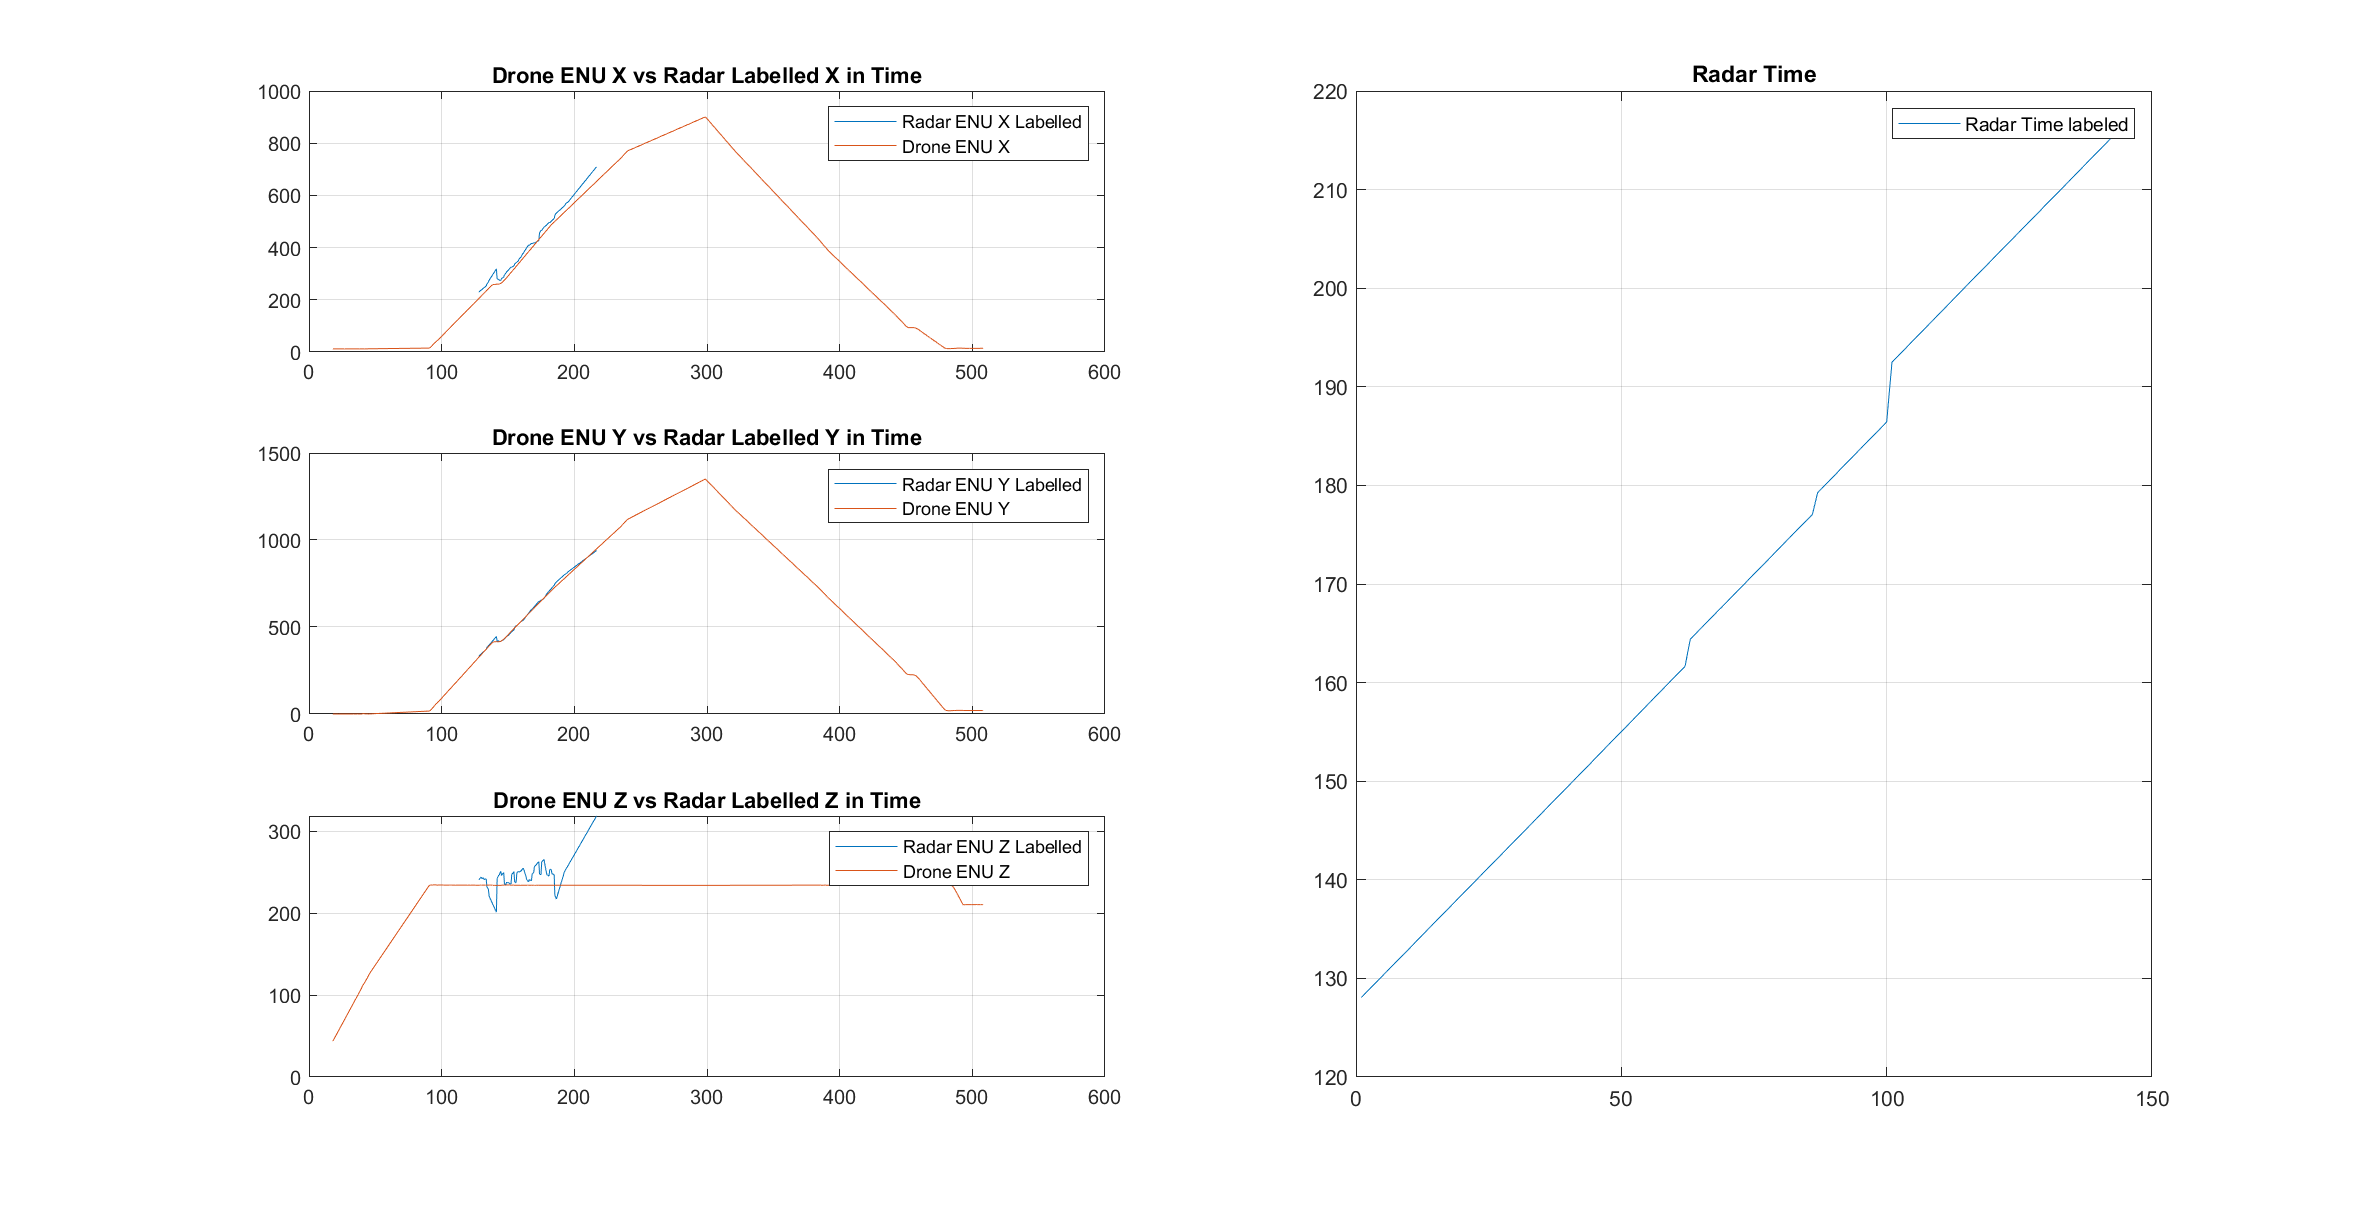 Drone ENU X vs Radar Labelled X in Time
1000
800
600
400
200
0
0 100 200 300 400 500 600
Radar ENU X Labelled
Drone ENU X
Drone ENU Y vs Radar Labelled Y in Time
1500
1000
500
0
0 100 200 300 400 500 600
Radar ENU Y Labelled
Drone ENU Y
Drone ENU Z vs Radar Labelled Z in Time
300
200
100
0
0 100 200 300 400 500 600
Radar ENU Z Labelled
Drone ENU Z
Radar Time
220
210
200
190
180
170
160
150
140
130
120
0 50 100 150
Radar Time labeled